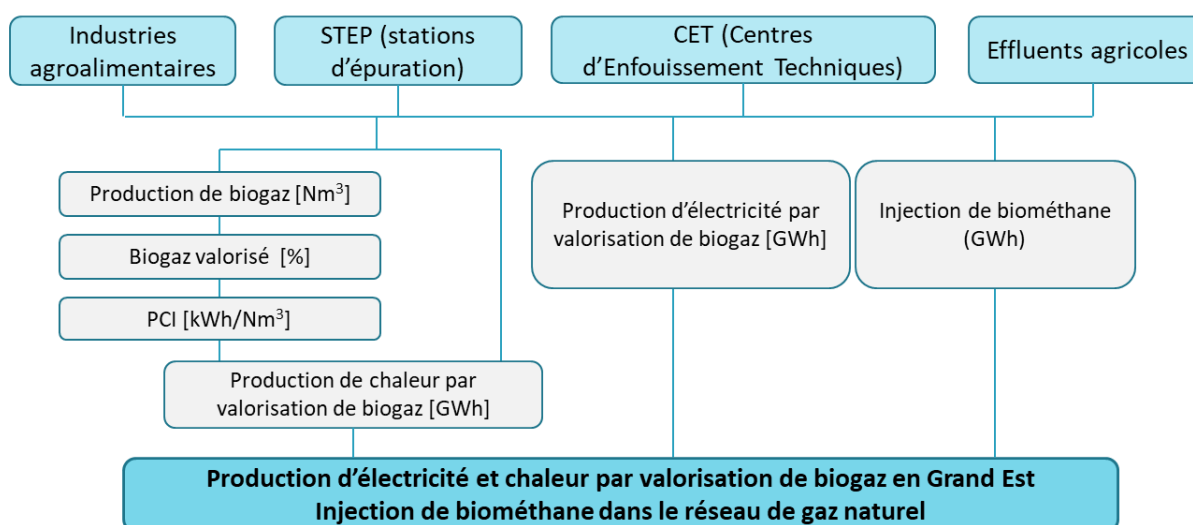 Industries
agroalimentaires
STEP (stations
d'épuration)
CET (Centres
d'Enfouissement Techniques)
Effluents agricoles
Production de biogaz [Nm³]
Biogaz valorisé [%]
PCI [kWh/Nm³]
Production de chaleur par
valorisation de biogaz [GWh]
Production d'électricité par
valorisation de biogaz [GWh]
Injection de biométhane
(GWh)
Production d'électricité et chaleur par valorisation de biogaz en Grand Est
Injection de biométhane dans le réseau de gaz naturel